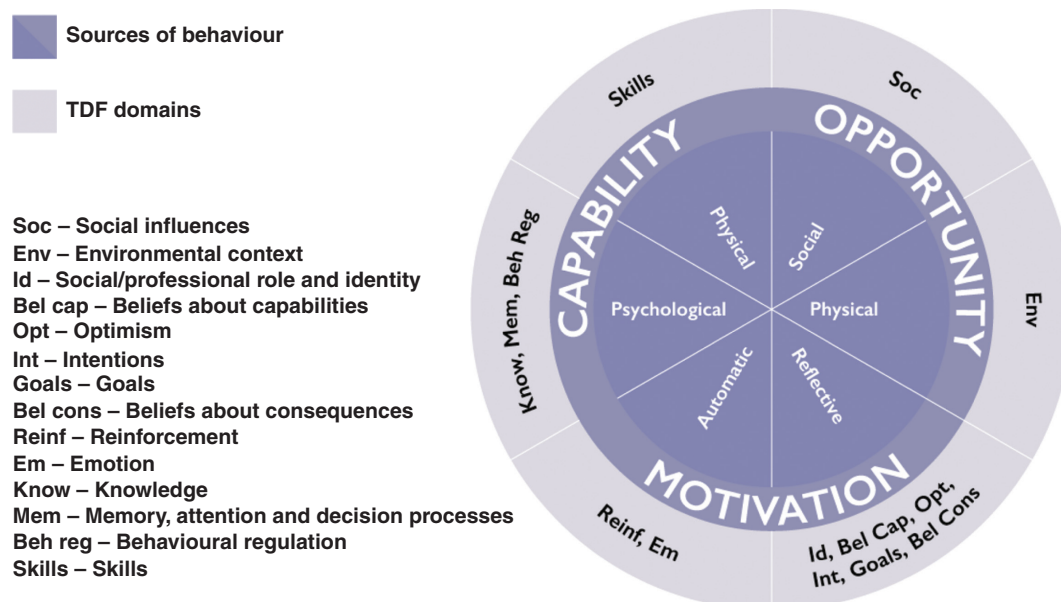 Sources of behaviour
TDF domains
Soc – Social influences
Env – Environmental context
Id – Social/professional role and identity
Bel cap – Beliefs about capabilities
Opt – Optimism
Int – Intentions
Goals – Goals
Bel cons – Beliefs about consequences
Reinf – Reinforcement
Em – Emotion
Know – Knowledge
Mem – Memory, attention and decision processes
Beh reg – Behavioural regulation
Skills – Skills
Skills
Soc
Env
Id, Bel Cap, Opt,
Int, Goals, Bel Cons
Reinf, Em
Know, Mem, Beh Reg
CAPABILITY
OPPORTUNITY
MOTIVATION
Physical
Social
Psychological
Physical
Automatic
Reflective